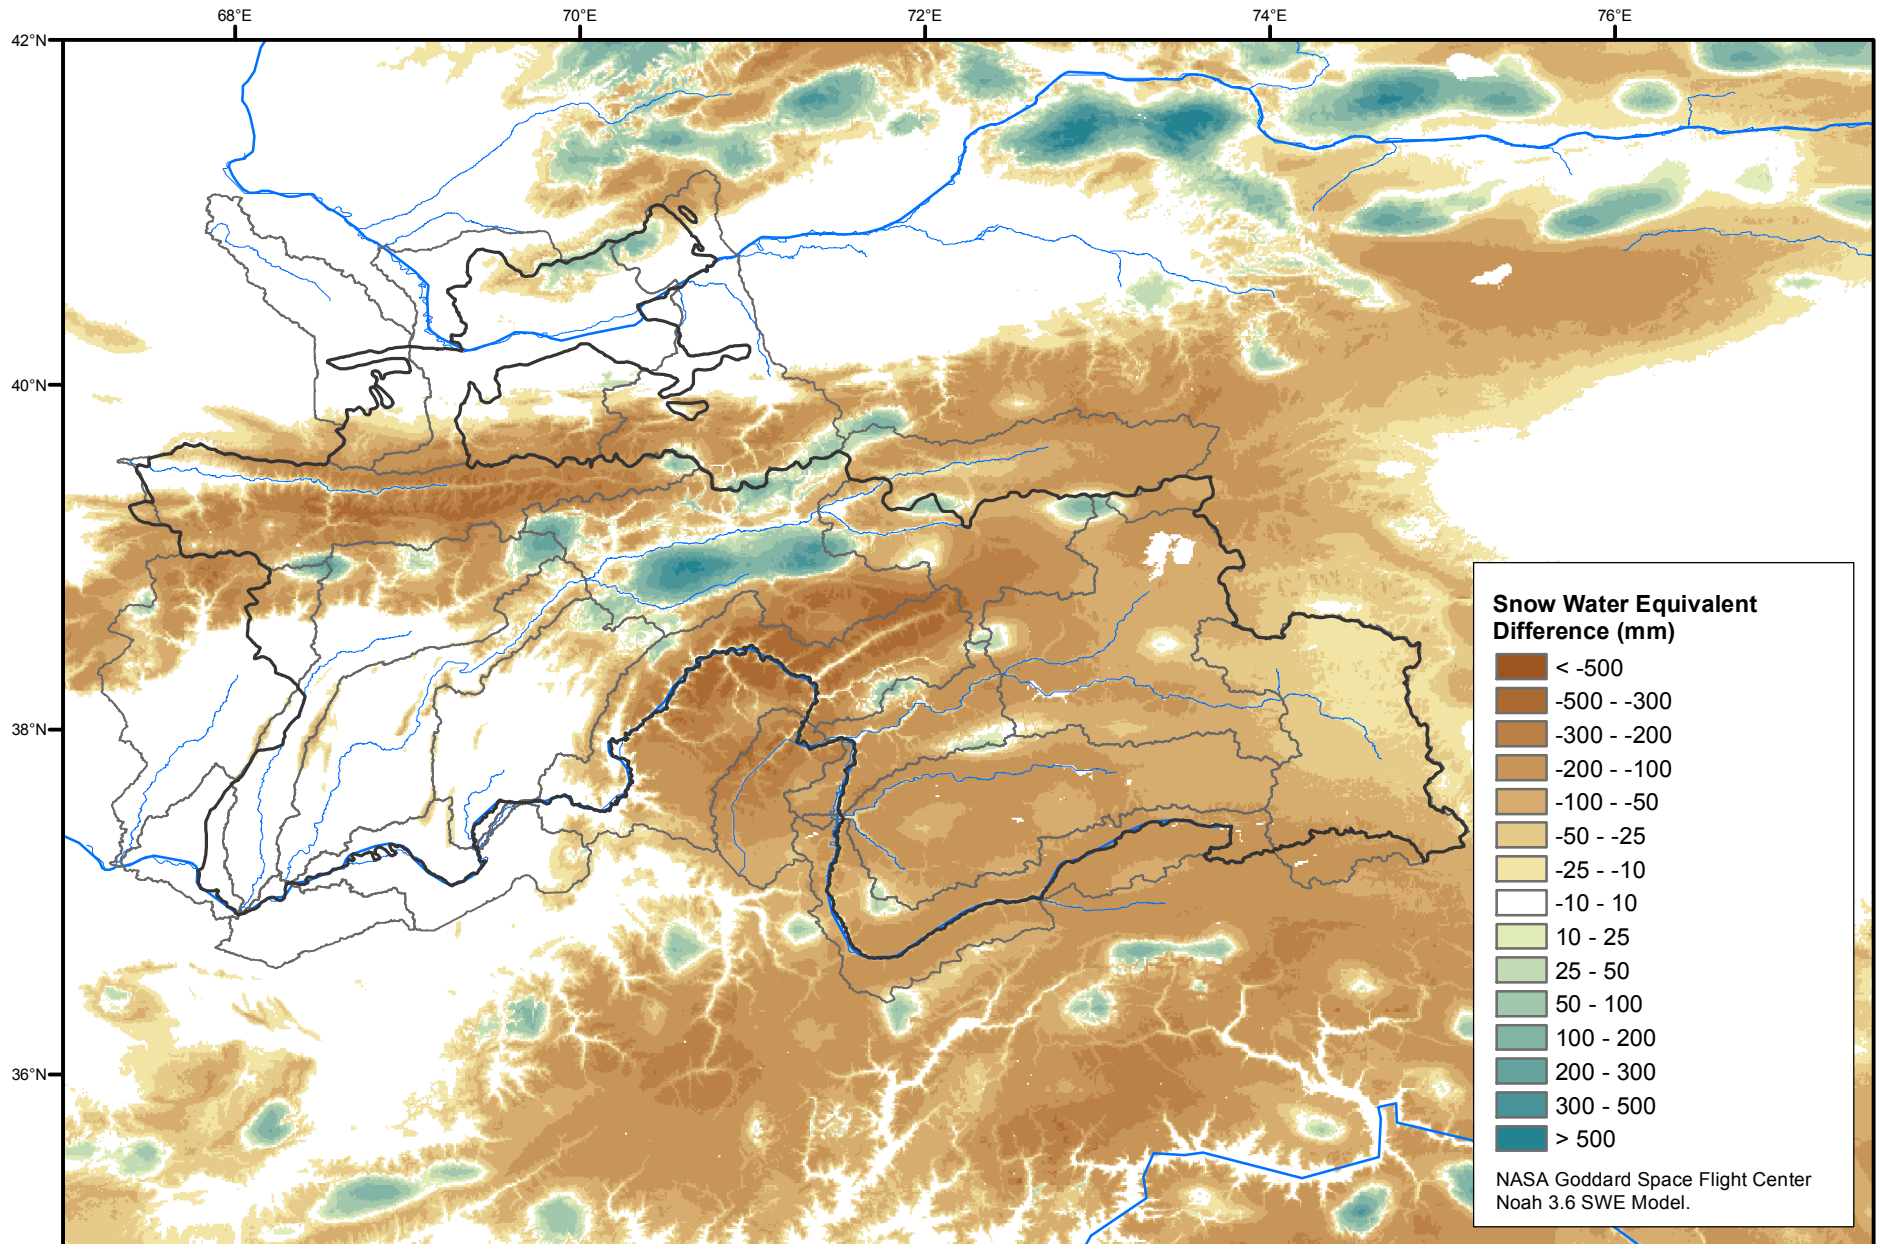 68°E 70°E 72°E 74°E 76°E
42°N
40°N
38°N
36°N
Snow Water Equivalent
Difference (mm)
< -500
-500 - -300
-300 - -200
-200 - -100
-100 - -50
-50 - -25
-25 - -10
-10 - 10
10 - 25
25 - 50
50 - 100
100 - 200
200 - 300
300 - 500
> 500
NASA Goddard Space Flight Center
Noah 3.6 SWE Model.